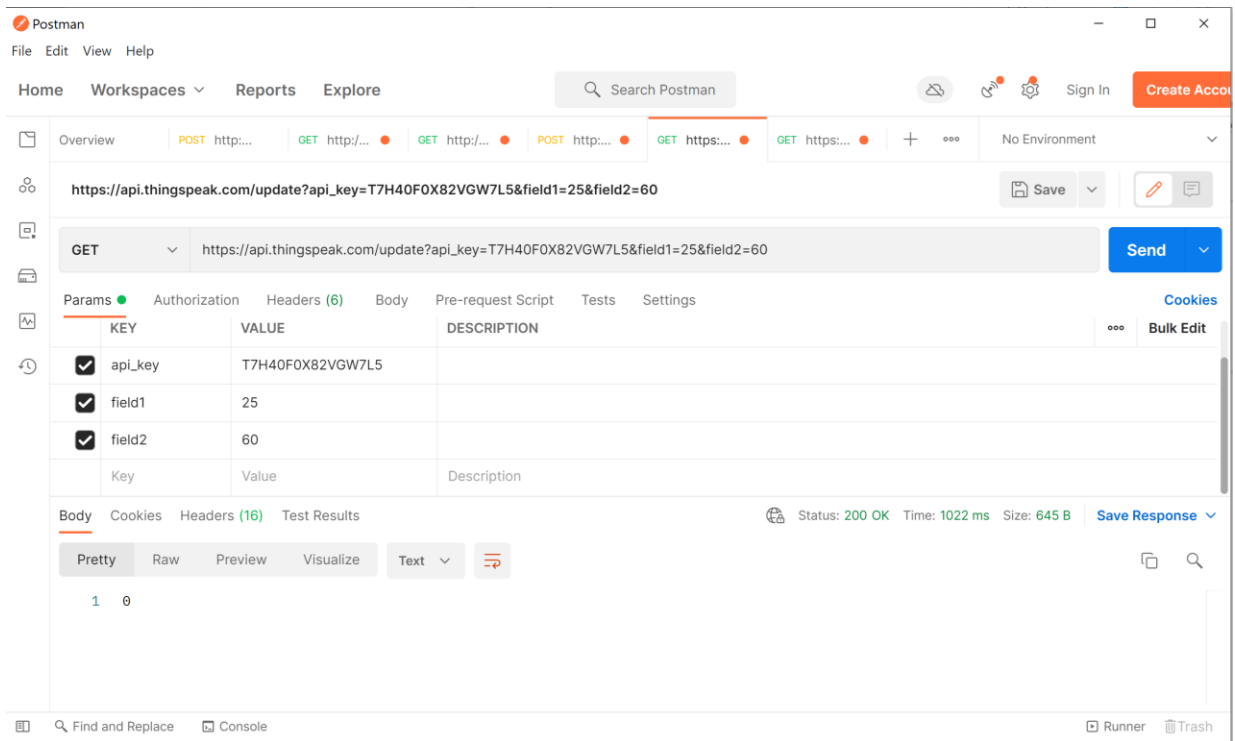 Postman
File Edit View Help
Home Workspaces Reports Explore Search Postman Sign In Create Accou
Overview POST http:... GET http:/... GET http:/... POST http:... GET https:... GET https:... No Environment
https://api.thingspeak.com/update?api_key=T7H40F0X82VGW7L5&field1=25&field2=60 Save
GET https://api.thingspeak.com/update?api_key=T7H40F0X82VGW7L5&field1=25&field2=60 Send
Params Authorization Headers (6) Body Pre-request Script Tests Settings Cookies
KEY VALUE DESCRIPTION Bulk Edit
api_key T7H40F0X82VGW7L5
field1 25
field2 60
Key Value Description
Body Cookies Headers (16) Test Results Status: 200 OK Time: 1022 ms Size: 645 B Save Response
Pretty Raw Preview Visualize Text
1 0
Find and Replace Console Runner Trash